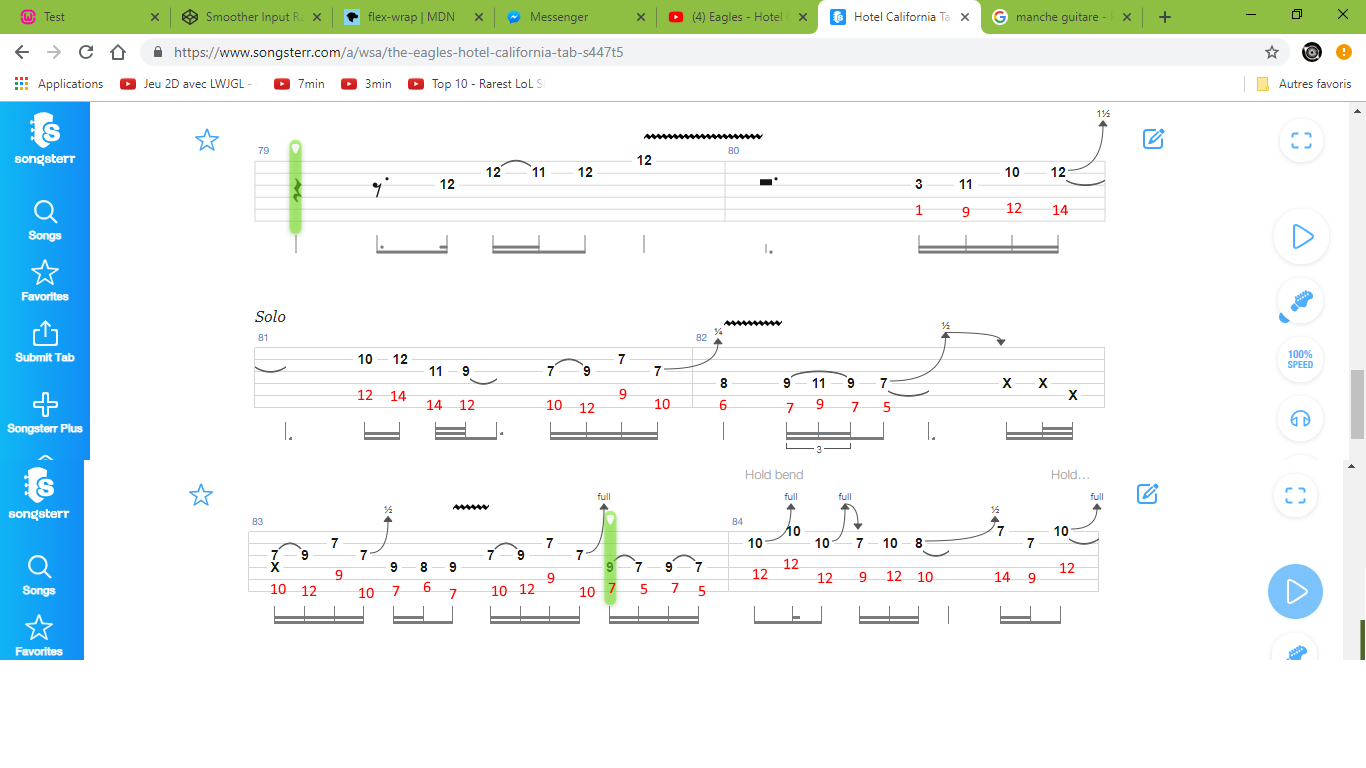 Test
Smoother Input Ra
flex-wrap | MDN
Messenger
(4) Eagles - Hotel
Hotel California Ta
manche guitare -
https://www.songsterr.com/a/wsa/the-eagles-hotel-california-tab-s447t5
Applications
Jeu 2D avec LWJGL -
7min
3min
Top 10 - Rarest LoL S
Autres favoris
songsterr
Songs
Favorites
Submit Tab
Songsterr Plus
1½
79 80
12
12 11 12
12
10 12
3 11
1 9 12 14
100%
SPEED
Solo
81 82
¼ ½
10 12 7
11 9 7 9 7
8 9 11 9 7 X X
X
12 14 14 12 10 12 9 10 6 7 9 7 5
3
songsterr
Songs
Favorites
Hold bend Hold...
½ full full full ½ full
83 84
7 9 7 7 7 9 7 7
X 9 8 9 9 7 9 7
10 12 9 10 7 6 7 10 12 9 10 7 5 7 5
10 10 10 7 10 8 7 7 10
12 12 12 9 12 10 14 9 12